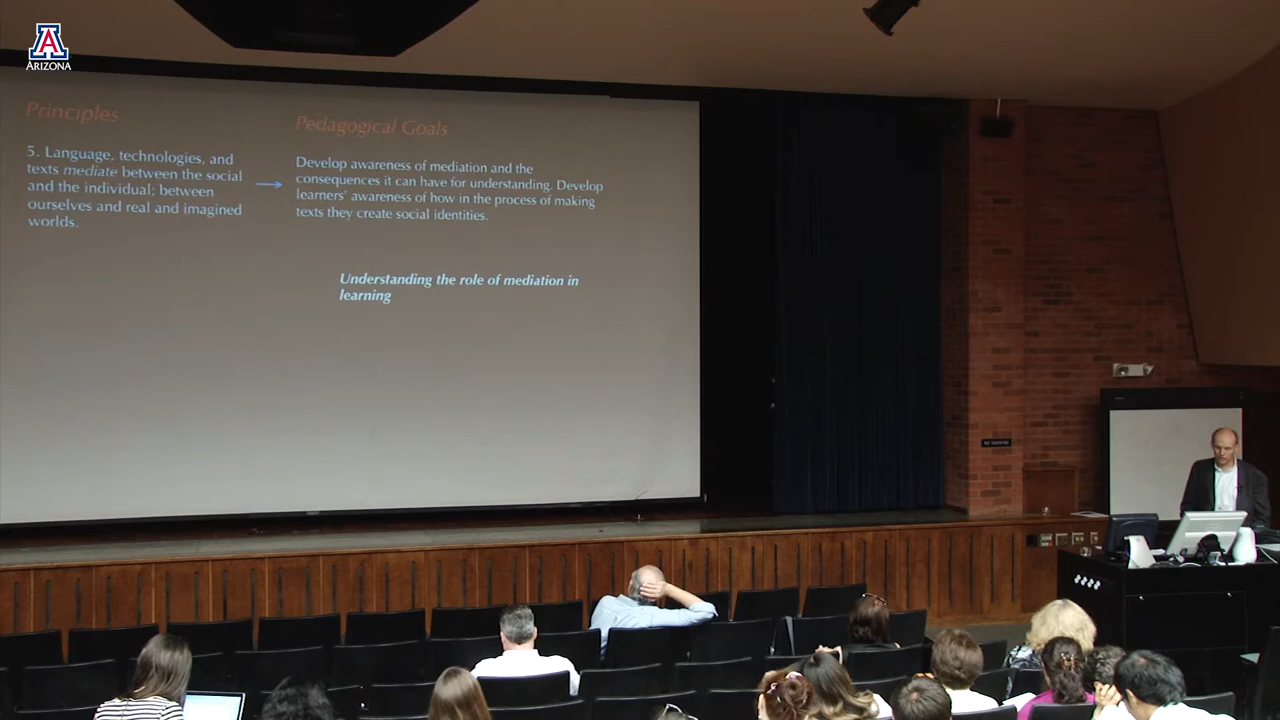 ARIZONA
Principles
5. Language, technologies, and
texts mediate between the social
and the individual; between
ourselves and real and imagined
worlds.
Pedagogical Goals
Develop awareness of mediation and the
consequences it can have for understanding. Develop
learners' awareness of how in the process of making
texts they create social identities.
Understanding the role of mediation in
learning
NO SMOKING